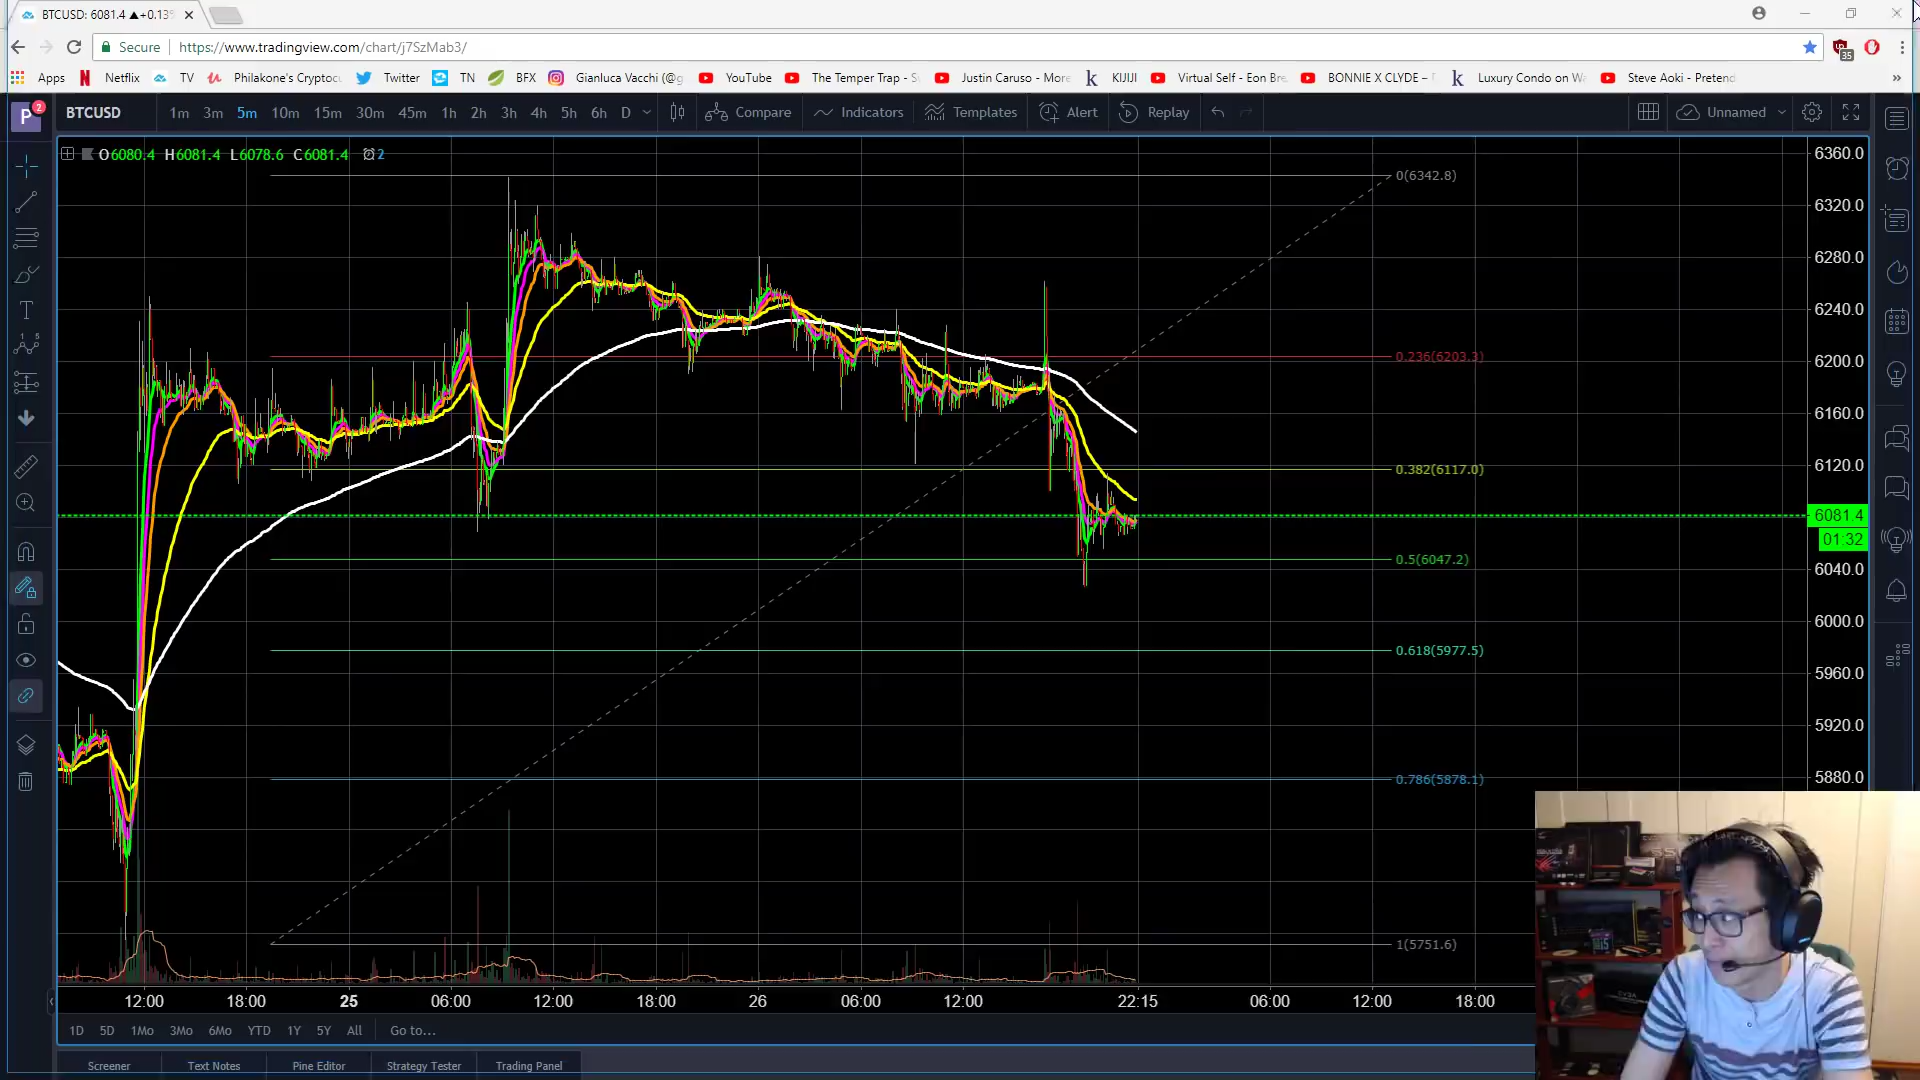 BTCUSD: 6081.4 ▲+0.13%
Secure https://www.tradingview.com/chart/j7SzMab3/
35
Apps Netflix TV Philakone's Cryptocu Twitter TN BFX Gianluca Vacchi (@g YouTube The Temper Trap - S Justin Caruso - More KIJIJI Virtual Self - Eon Bre BONNIE X CLYDE – Luxury Condo on Wa Steve Aoki - Pretend »
P 2 BTCUSD 1m 3m 5m 10m 15m 30m 45m 1h 2h 3h 4h 5h 6h D Compare Indicators Templates Alert Replay Unnamed
O6080.4 H6081.4 L6078.6 C6081.4 2
6360.0
0(6342.8)
6320.0
6280.0
6240.0
6200.0
0.236(6203.3)
6160.0
6120.0
0.382(6117.0)
6081.4
01:32
0.5(6047.2)
6040.0
6000.0
0.618(5977.5)
5960.0
5920.0
0.786(5878.1)
5880.0
1(5751.6)
12:00 18:00 25 06:00 12:00 18:00 26 06:00 12:00 22:15 06:00 12:00 18:00
1D 5D 1Mo 3Mo 6Mo YTD 1Y 5Y All Go to...
Screener Text Notes Pine Editor Strategy Tester Trading Panel